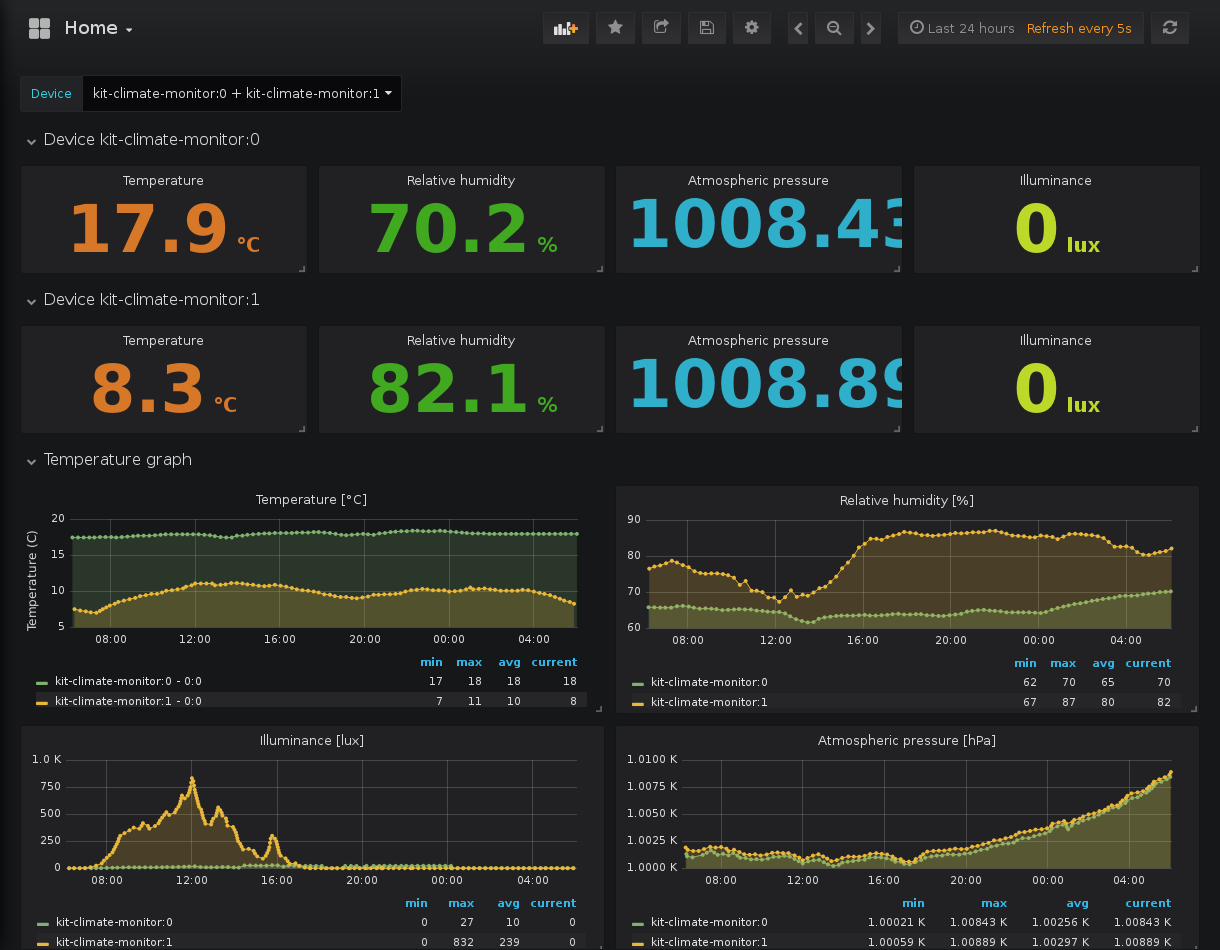 Home
Last 24 hours Refresh every 5s
Device kit-climate-monitor:0 + kit-climate-monitor:1
Device kit-climate-monitor:0
Temperature Relative humidity Atmospheric pressure Illuminance
17.9 °C 70.2 % 1008.43 0 lux
Device kit-climate-monitor:1
Temperature Relative humidity Atmospheric pressure Illuminance
8.3 °C 82.1 % 1008.89 0 lux
Temperature graph
Temperature [°C]
Temperature (C)
20
15
10
5
08:00 12:00 16:00 20:00 00:00 04:00
min max avg current
kit-climate-monitor:0 - 0:0 17 18 18 18
kit-climate-monitor:1 - 0:0 7 11 10 8
Relative humidity [%]
90
80
70
60
08:00 12:00 16:00 20:00 00:00 04:00
min max avg current
kit-climate-monitor:0 62 70 65 70
kit-climate-monitor:1 67 87 80 82
Illuminance [lux]
1.0 K
750
500
250
0
08:00 12:00 16:00 20:00 00:00 04:00
min max avg current
kit-climate-monitor:0 0 27 10 0
kit-climate-monitor:1 0 832 239 0
Atmospheric pressure [hPa]
1.0100 K
1.0075 K
1.0050 K
1.0025 K
1.0000 K
08:00 12:00 16:00 20:00 00:00 04:00
min max avg current
kit-climate-monitor:0 1.00021 K 1.00843 K 1.00256 K 1.00843 K
kit-climate-monitor:1 1.00059 K 1.00889 K 1.00297 K 1.00889 K